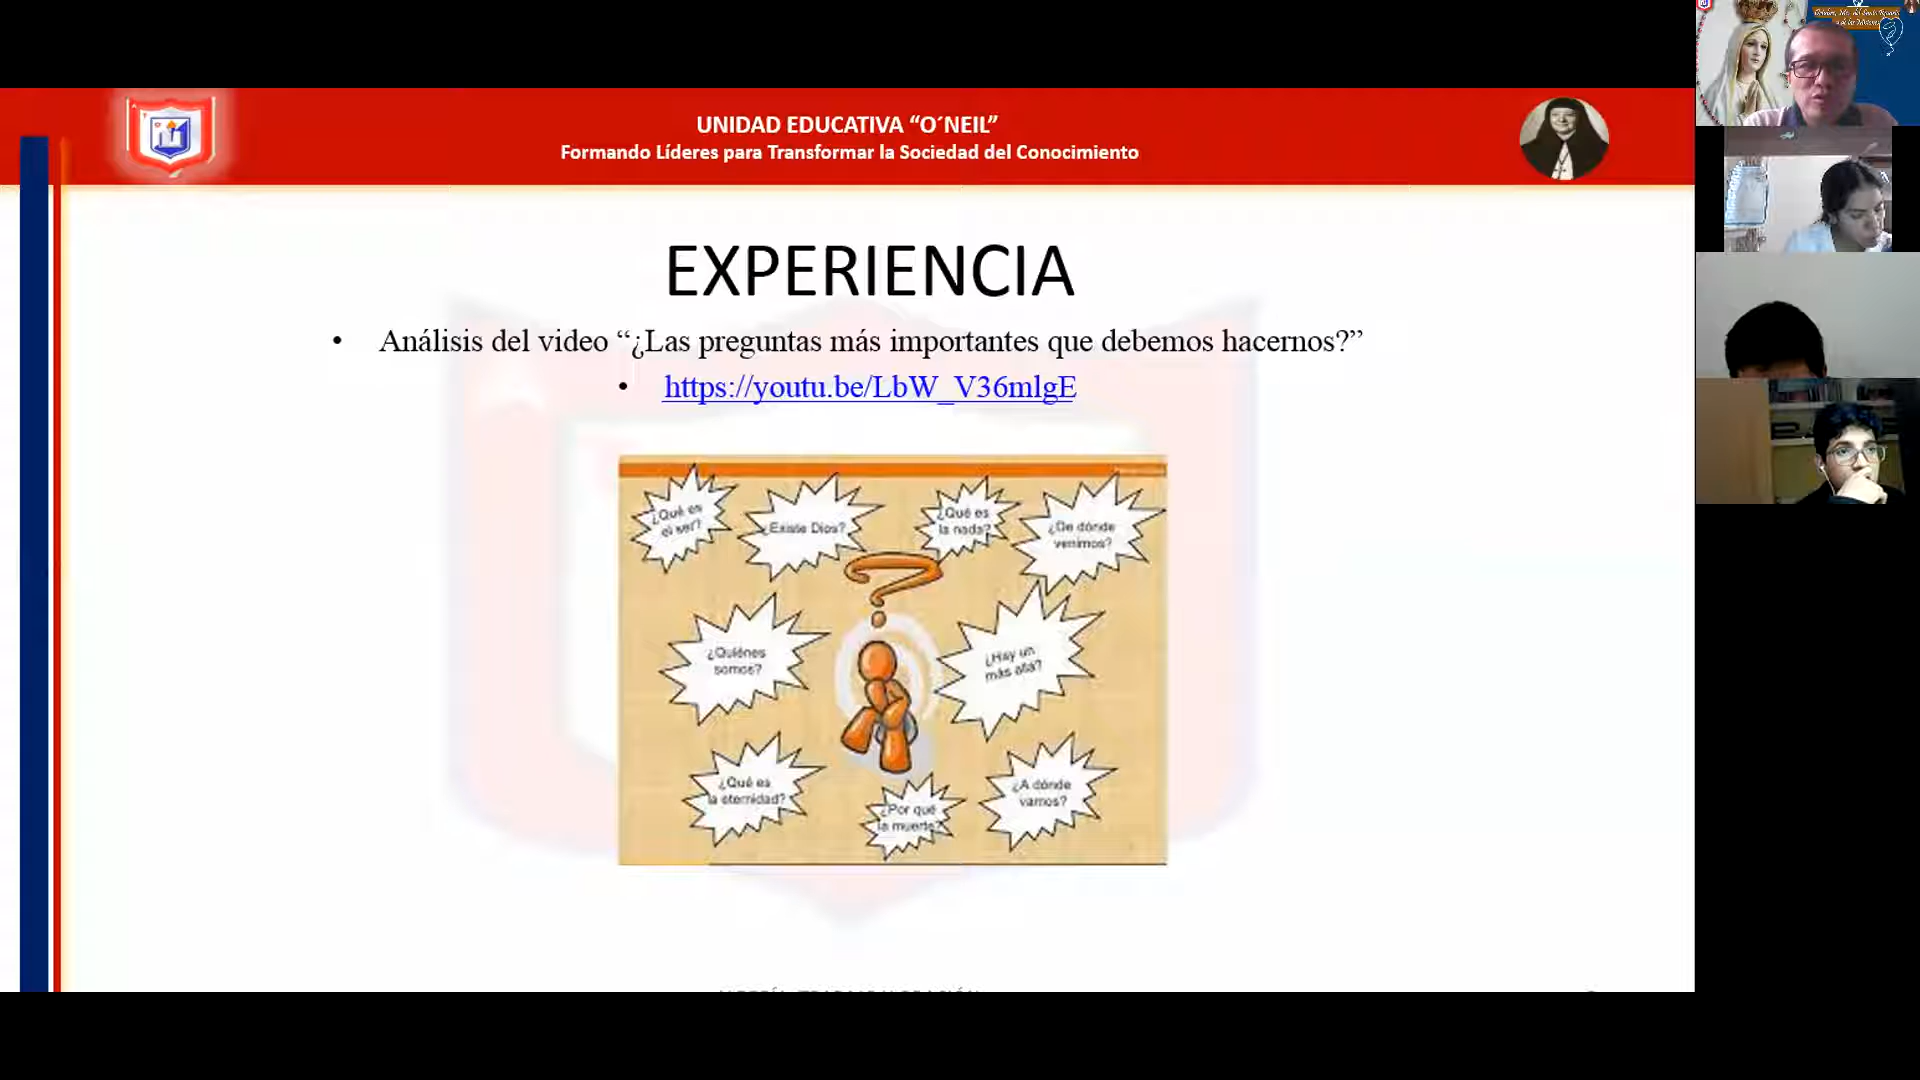 UNIDAD EDUCATIVA “O´NEIL”
Formando Líderes para Transformar la Sociedad del Conocimiento
EXPERIENCIA
• Análisis del video “¿Las preguntas más importantes que debemos hacernos?”
• https://youtu.be/LbW_V36mlgE
¿Qué es
el ser?
¿Existe Dios?
¿Qué es
la nada?
¿De dónde
venimos?
¿Quiénes
somos?
¿Hay un
más allá?
¿Qué es
la eternidad?
¿Por qué
la muerte?
¿A dónde
vamos?